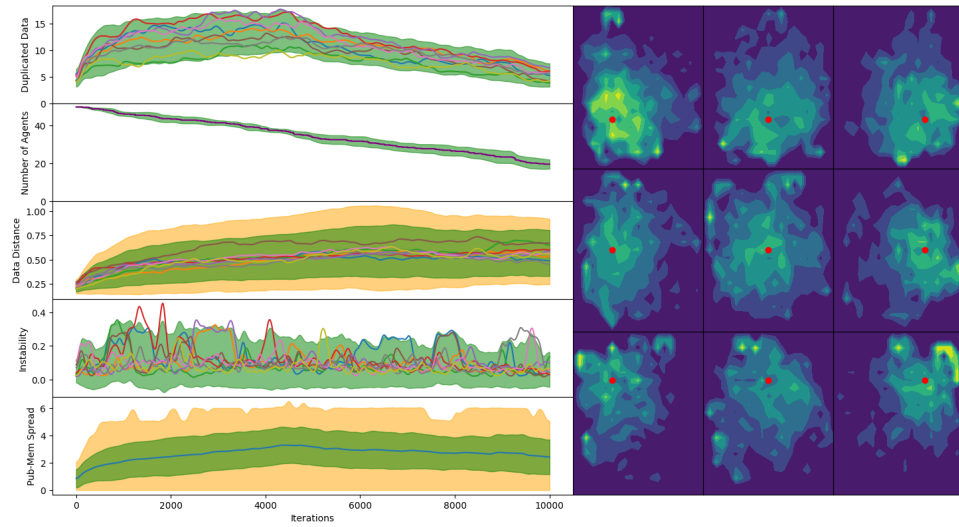 Duplicated Data
15
10
5
0
Number of Agents
40
20
0
Data Distance
1.00
0.75
0.50
0.25
Instability
0.4
0.2
0.0
Pub-Mem Spread
6
4
2
0
0 2000 4000 6000 8000 10000
Iterations